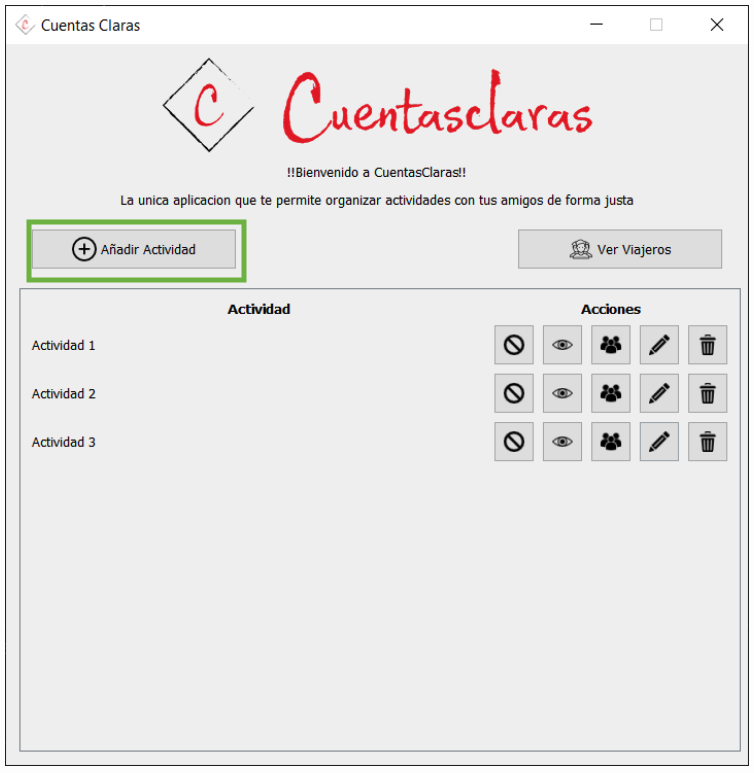 Cuentas Claras
C
Cuentasclaras
!!Bienvenido a CuentasClaras!!
La unica aplicacion que te permite organizar actividades con tus amigos de forma justa
Añadir Actividad
Ver Viajeros
Actividad Acciones
Actividad 1
Actividad 2
Actividad 3